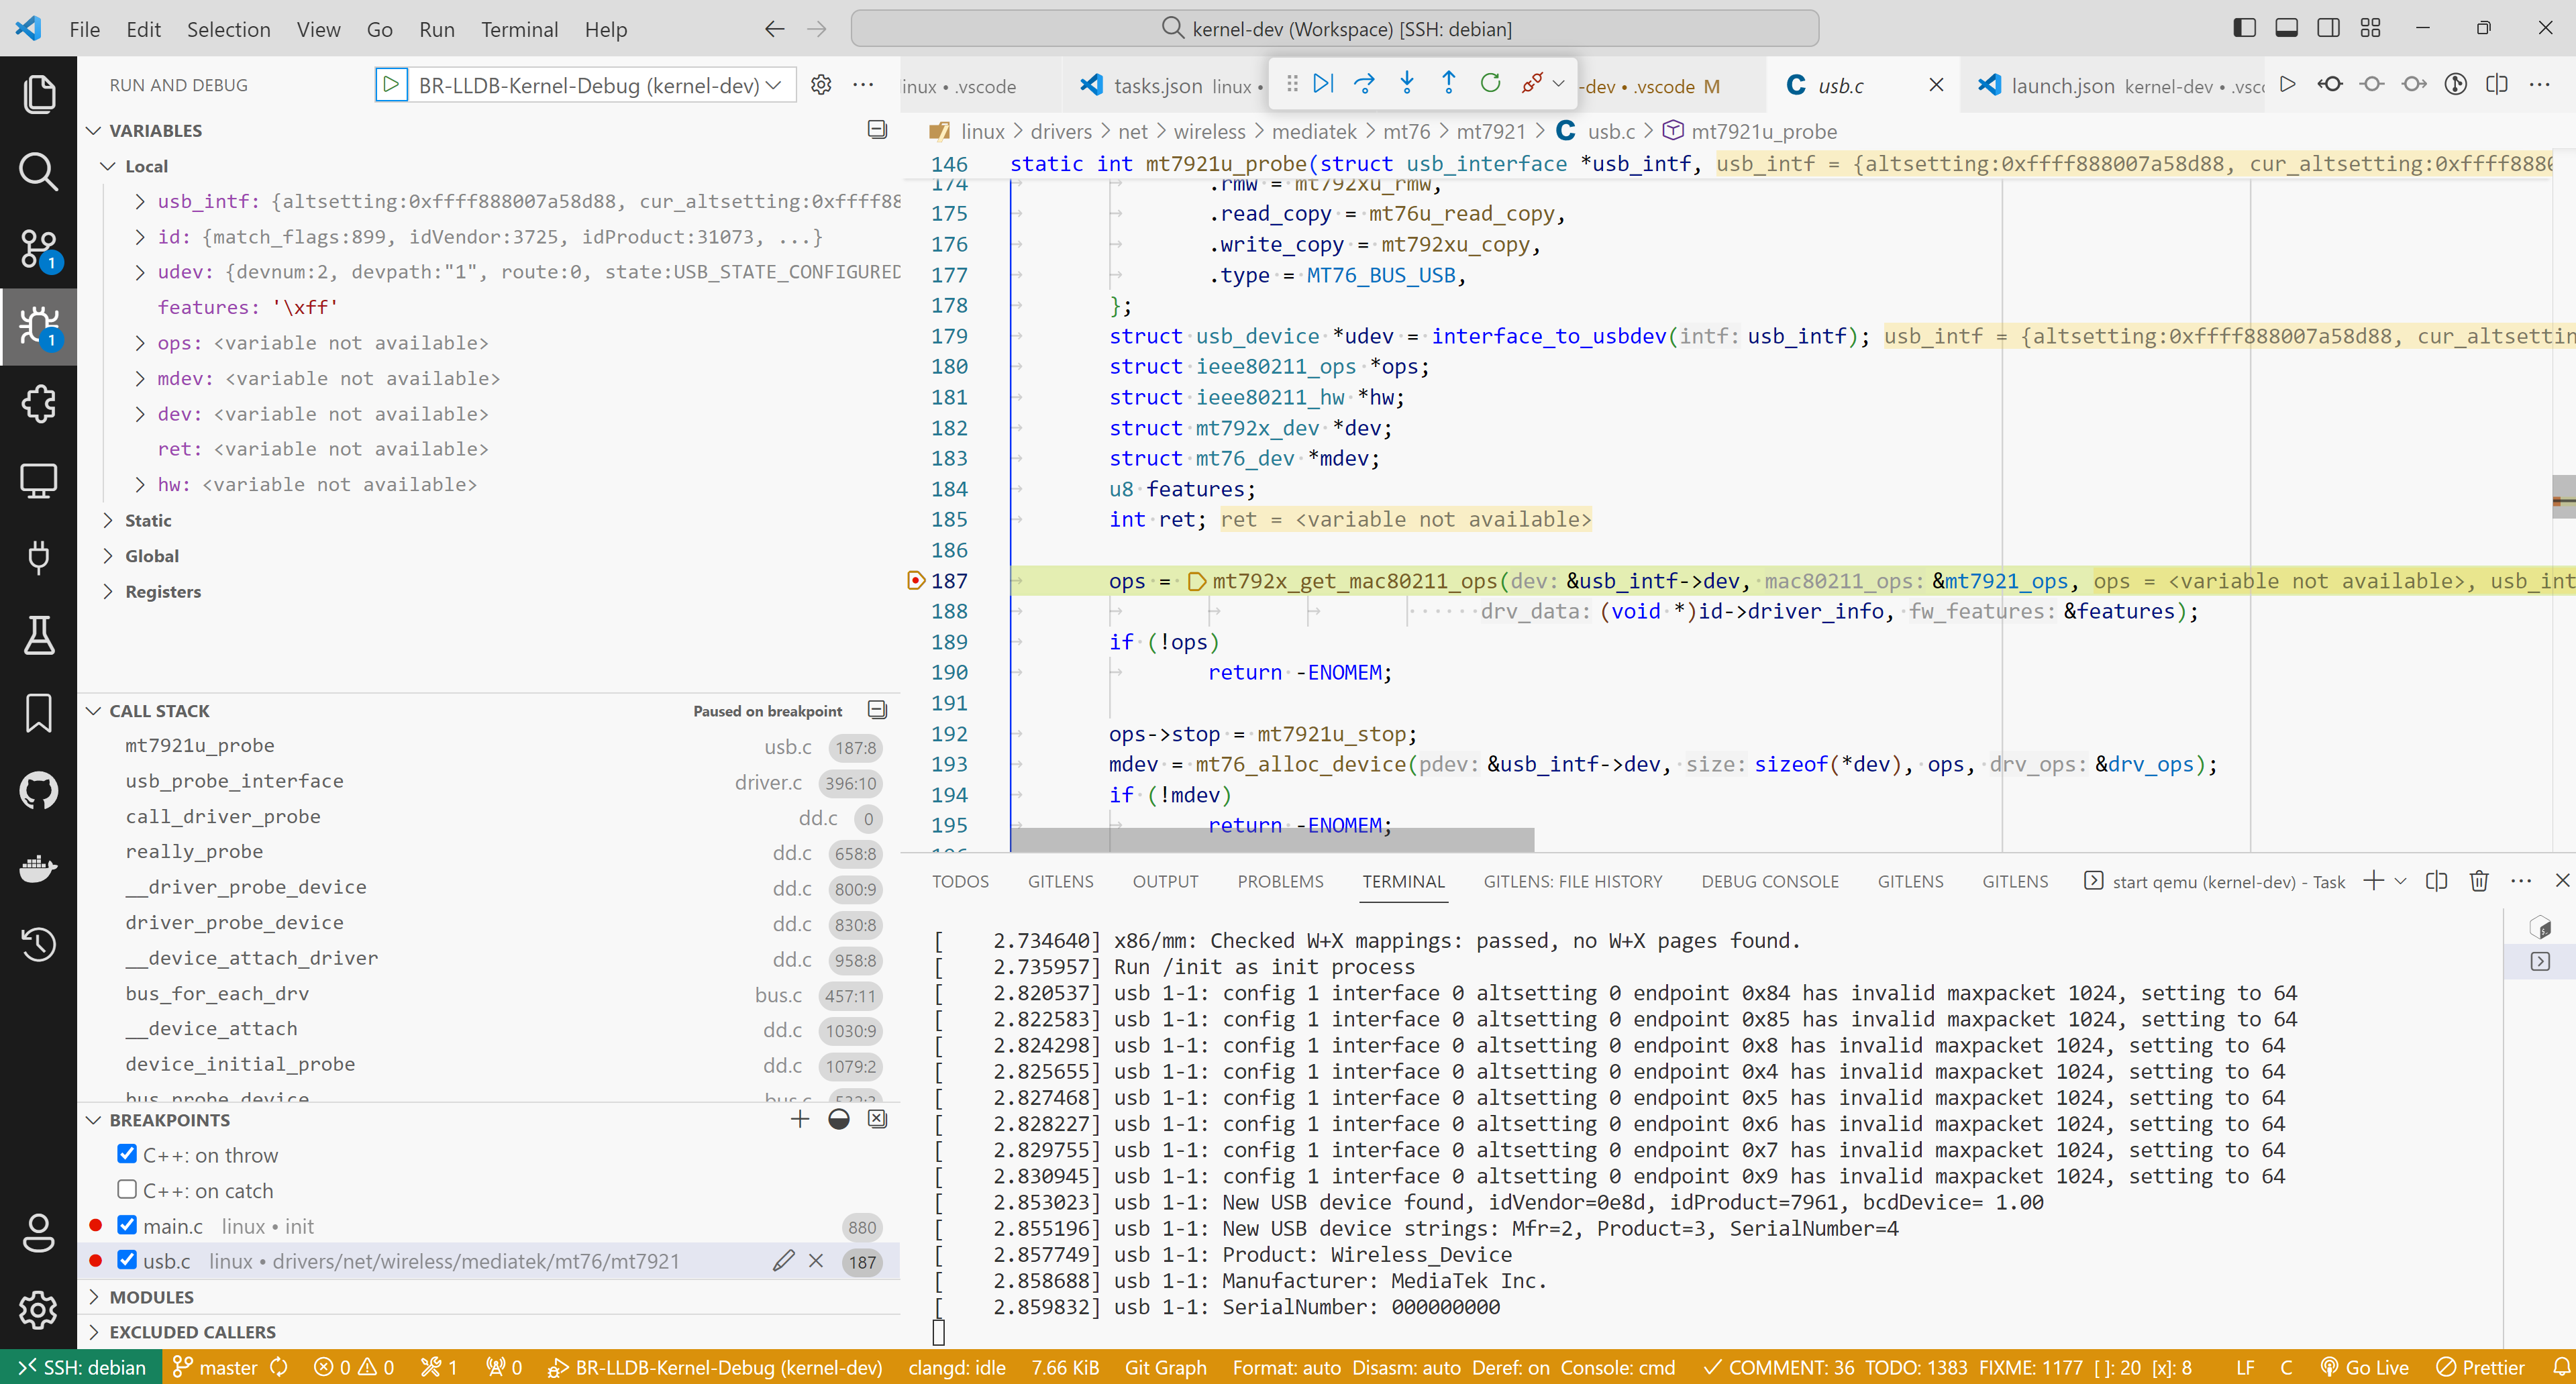 File Edit Selection View Go Run Terminal Help
kernel-dev (Workspace) [SSH: debian]
RUN AND DEBUG
BR-LLDB-Kernel-Debug (kernel-dev)
VARIABLES
Local
usb_intf: {altsetting:0xffff888007a58d88, cur_altsetting:0xffff88
id: {match_flags:899, idVendor:3725, idProduct:31073, ...}
udev: {devnum:2, devpath:"1", route:0, state:USB_STATE_CONFIGURED
features: '\xff'
ops: <variable not available>
mdev: <variable not available>
dev: <variable not available>
ret: <variable not available>
hw: <variable not available>
Static
Global
Registers
CALL STACK Paused on breakpoint
mt7921u_probe usb.c 187:8
usb_probe_interface driver.c 396:10
call_driver_probe dd.c 0
really_probe dd.c 658:8
__driver_probe_device dd.c 800:9
driver_probe_device dd.c 830:8
__device_attach_driver dd.c 958:8
bus_for_each_drv bus.c 457:11
__device_attach dd.c 1030:9
device_initial_probe dd.c 1079:2
bus_probe_device bus.c 532:3
BREAKPOINTS
C++: on throw
C++: on catch
main.c linux • init 880
usb.c linux • drivers/net/wireless/mediatek/mt76/mt7921 187
MODULES
EXCLUDED CALLERS
1
1
inux • .vscode
tasks.json linux •
-dev • .vscode M
usb.c
launch.json kernel-dev • .vsc
linux > drivers > net > wireless > mediatek > mt76 > mt7921 > usb.c > mt7921u_probe
146 static int mt7921u_probe(struct usb_interface *usb_intf, usb_intf = {altsetting:0xffff888007a58d88, cur_altsetting:0xffff888
174 .rmw = mt792xu_rmw,
175 .read_copy = mt76u_read_copy,
176 .write_copy = mt792xu_copy,
177 .type = MT76_BUS_USB,
178 };
179 struct usb_device *udev = interface_to_usbdev(intf: usb_intf); usb_intf = {altsetting:0xffff888007a58d88, cur_altsettin
180 struct ieee80211_ops *ops;
181 struct ieee80211_hw *hw;
182 struct mt792x_dev *dev;
183 struct mt76_dev *mdev;
184 u8 features;
185 int ret; ret = <variable not available>
186
187 ops = mt792x_get_mac80211_ops(dev: &usb_intf->dev, mac80211_ops: &mt7921_ops, ops = <variable not available>, usb_int
188 drv_data: (void *)id->driver_info, fw_features: &features);
189 if (!ops)
190 return -ENOMEM;
191
192 ops->stop = mt7921u_stop;
193 mdev = mt76_alloc_device(pdev: &usb_intf->dev, size: sizeof(*dev), ops, drv_ops: &drv_ops);
194 if (!mdev)
195 return -ENOMEM;
196
TODOS GITLENS OUTPUT PROBLEMS TERMINAL GITLENS: FILE HISTORY DEBUG CONSOLE GITLENS GITLENS start qemu (kernel-dev) - Task
[ 2.734640] x86/mm: Checked W+X mappings: passed, no W+X pages found.
[ 2.735957] Run /init as init process
[ 2.820537] usb 1-1: config 1 interface 0 altsetting 0 endpoint 0x84 has invalid maxpacket 1024, setting to 64
[ 2.822583] usb 1-1: config 1 interface 0 altsetting 0 endpoint 0x85 has invalid maxpacket 1024, setting to 64
[ 2.824298] usb 1-1: config 1 interface 0 altsetting 0 endpoint 0x8 has invalid maxpacket 1024, setting to 64
[ 2.825655] usb 1-1: config 1 interface 0 altsetting 0 endpoint 0x4 has invalid maxpacket 1024, setting to 64
[ 2.827468] usb 1-1: config 1 interface 0 altsetting 0 endpoint 0x5 has invalid maxpacket 1024, setting to 64
[ 2.828227] usb 1-1: config 1 interface 0 altsetting 0 endpoint 0x6 has invalid maxpacket 1024, setting to 64
[ 2.829755] usb 1-1: config 1 interface 0 altsetting 0 endpoint 0x7 has invalid maxpacket 1024, setting to 64
[ 2.830945] usb 1-1: config 1 interface 0 altsetting 0 endpoint 0x9 has invalid maxpacket 1024, setting to 64
[ 2.853023] usb 1-1: New USB device found, idVendor=0e8d, idProduct=7961, bcdDevice= 1.00
[ 2.855196] usb 1-1: New USB device strings: Mfr=2, Product=3, SerialNumber=4
[ 2.857749] usb 1-1: Product: Wireless_Device
[ 2.858688] usb 1-1: Manufacturer: MediaTek Inc.
[ 2.859832] usb 1-1: SerialNumber: 000000000
SSH: debian master 0 0 1 0 BR-LLDB-Kernel-Debug (kernel-dev) clangd: idle 7.66 KiB Git Graph Format: auto Disasm: auto Deref: on Console: cmd COMMENT: 36 TODO: 1383 FIXME: 1177 [ ]: 20 [x]: 8 LF C Go Live Prettier